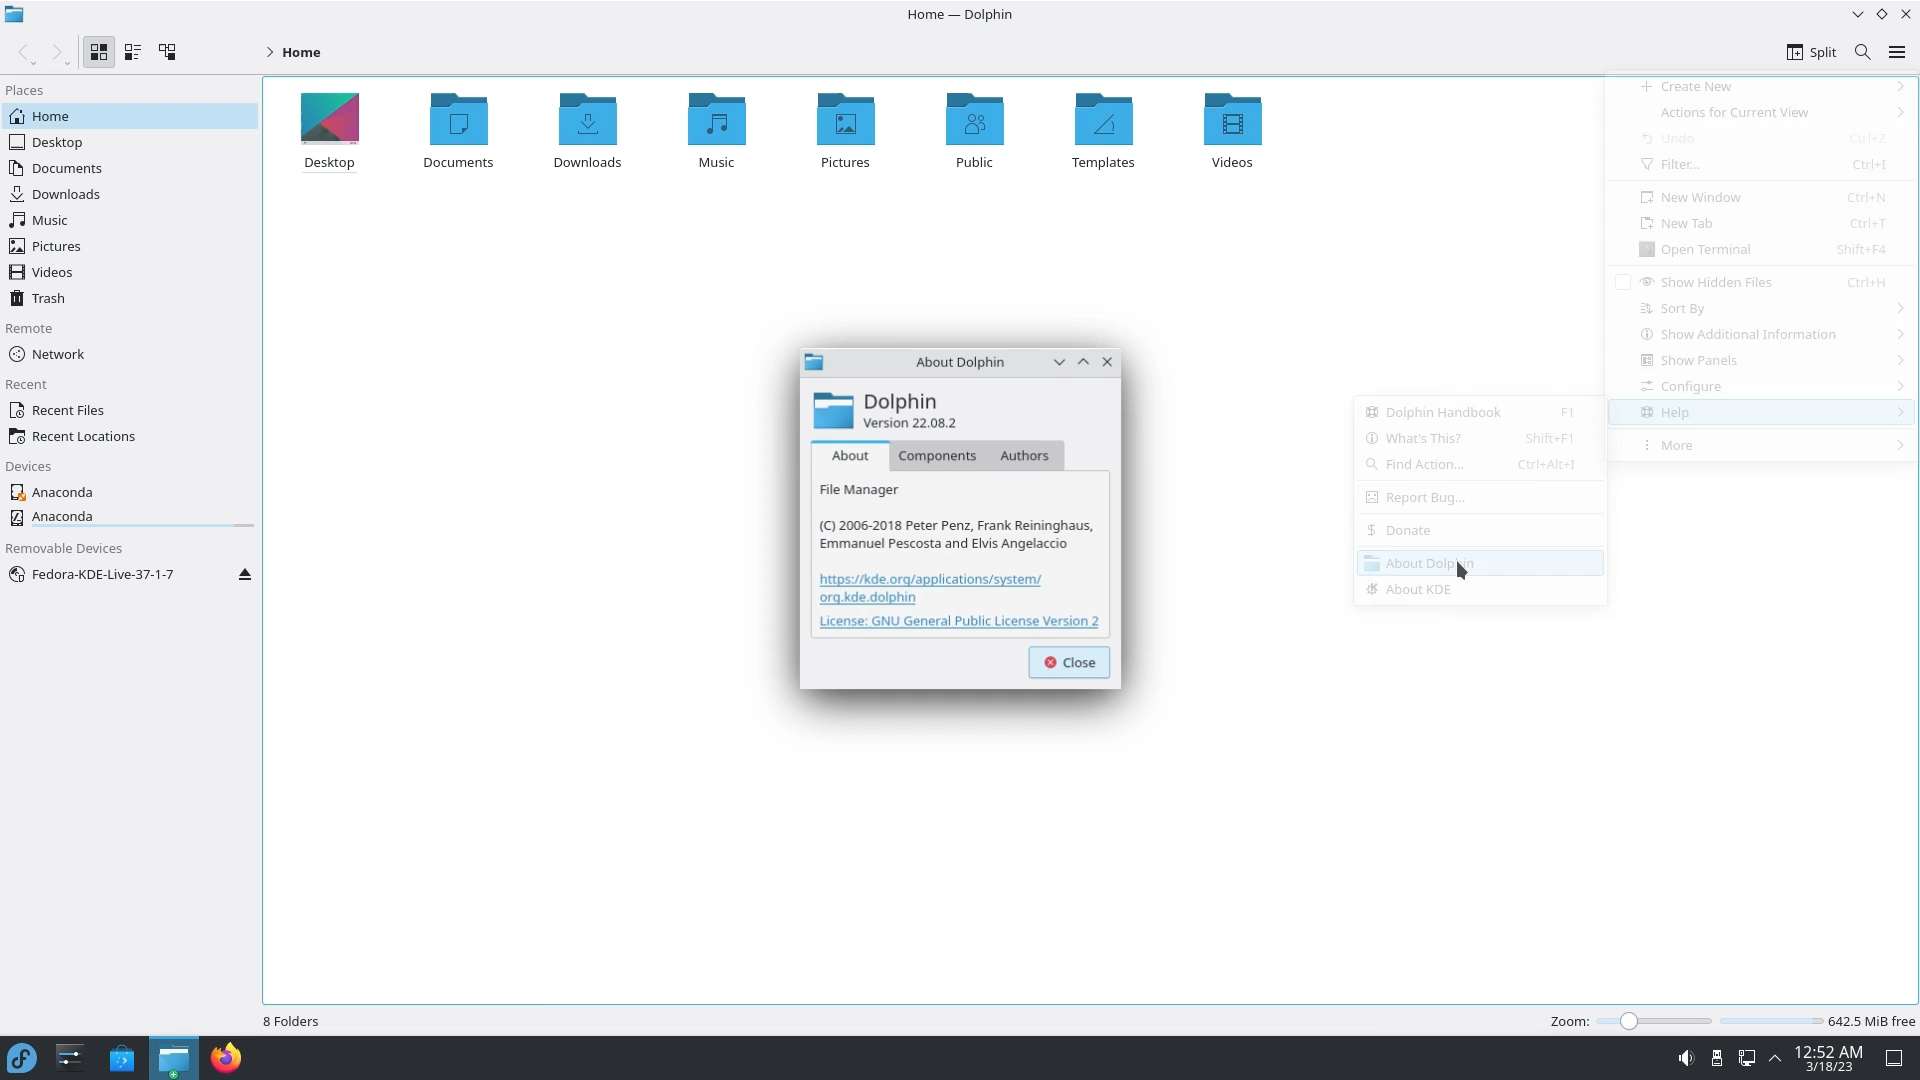 Home — Dolphin
Home
Split
Places
Home
Desktop
Documents
Downloads
Music
Pictures
Videos
Trash
Remote
Network
Recent
Recent Files
Recent Locations
Devices
Anaconda
Anaconda
Removable Devices
Fedora-KDE-Live-37-1-7
Desktop
Documents
Downloads
Music
Pictures
Public
Templates
Videos
Create New
Actions for Current View
Undo Ctrl+Z
Filter... Ctrl+I
New Window Ctrl+N
New Tab Ctrl+T
Open Terminal Shift+F4
Show Hidden Files Ctrl+H
Sort By
Show Additional Information
Show Panels
Configure
Help
More
Dolphin Handbook F1
What's This? Shift+F1
Find Action... Ctrl+Alt+I
Report Bug...
Donate
About Dolphin
About KDE
About Dolphin
Dolphin
Version 22.08.2
About Components Authors
File Manager
(C) 2006-2018 Peter Penz, Frank Reininghaus,
Emmanuel Pescosta and Elvis Angelaccio
https://kde.org/applications/system/
org.kde.dolphin
License: GNU General Public License Version 2
Close
8 Folders
Zoom:
642.5 MiB free
12:52 AM
3/18/23